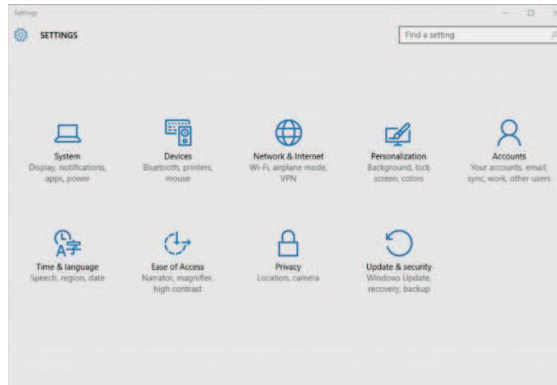 Settings
SETTINGS
Find a setting
System
Display, notifications,
apps, power
Devices
Bluetooth, printers,
mouse
Network & Internet
Wi-Fi, airplane mode,
VPN
Personalization
Background, lock
screen, colors
Accounts
Your accounts, email,
sync, work, other users
A字
Time & language
Speech, region, date
Ease of Access
Narrator, magnifier,
high contrast
Privacy
Location, camera
Update & security
Windows Update,
recovery, backup